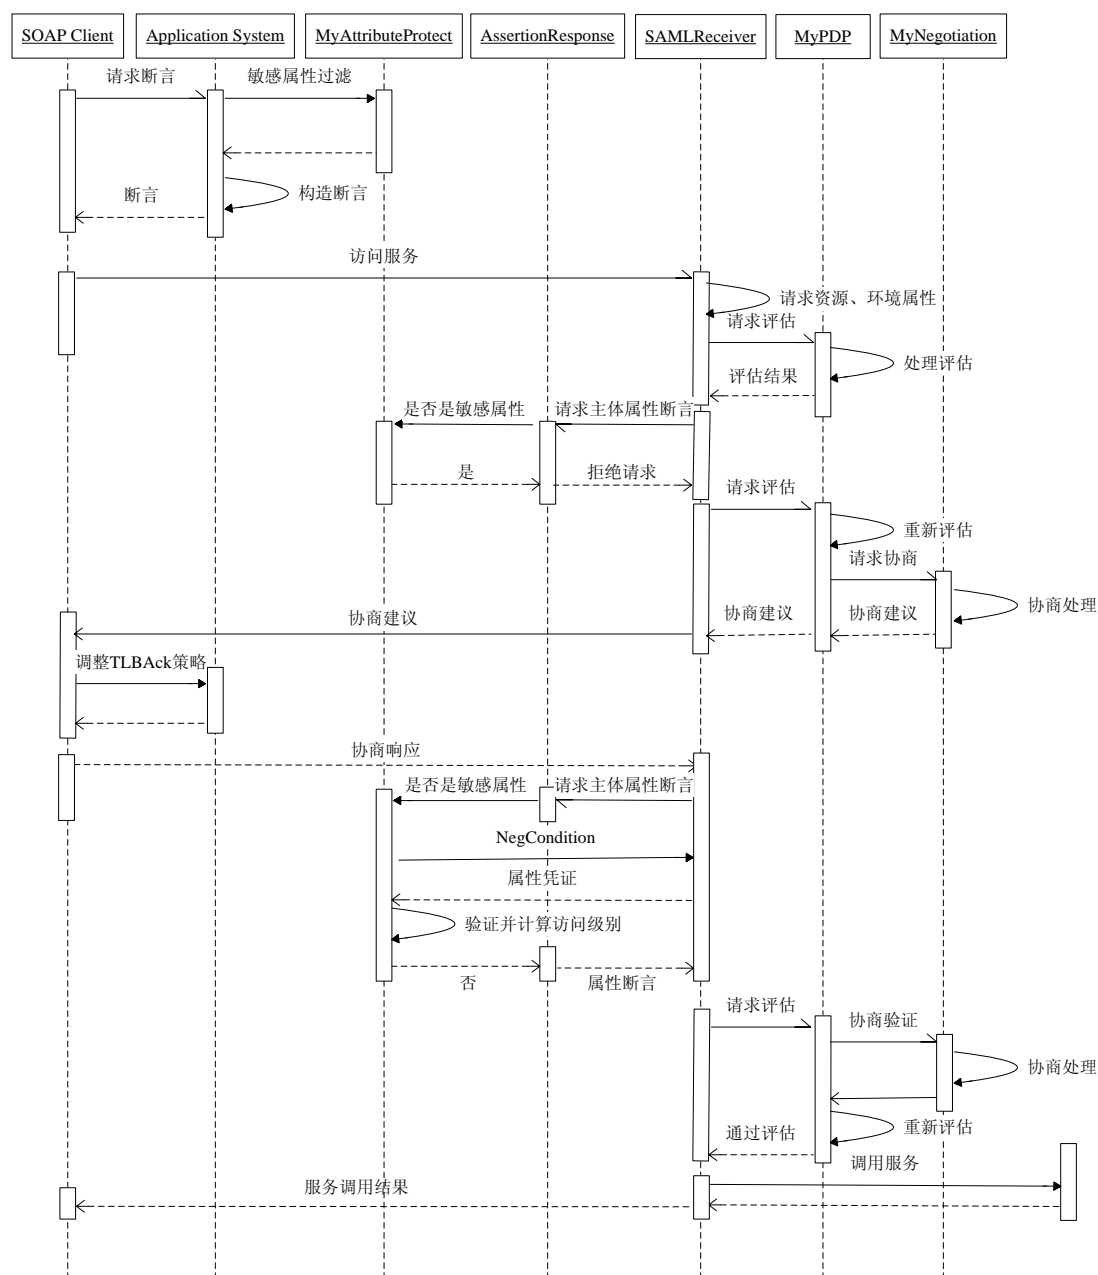 SOAP Client
Application System
MyAttributeProtect
AssertionResponse
SAMLReceiver
MyPDP
MyNegotiation
请求断言
敏感属性过滤
断言
构造断言
访问服务
请求资源、环境属性
请求评估
处理评估
评估结果
是否是敏感属性
请求主体属性断言
是
拒绝请求
请求评估
重新评估
请求协商
协商处理
协商建议
协商建议
协商建议
调整TLBAck策略
协商响应
是否是敏感属性
请求主体属性断言
NegCondition
属性凭证
验证并计算访问级别
否
属性断言
请求评估
协商验证
协商处理
重新评估
通过评估
调用服务
服务调用结果